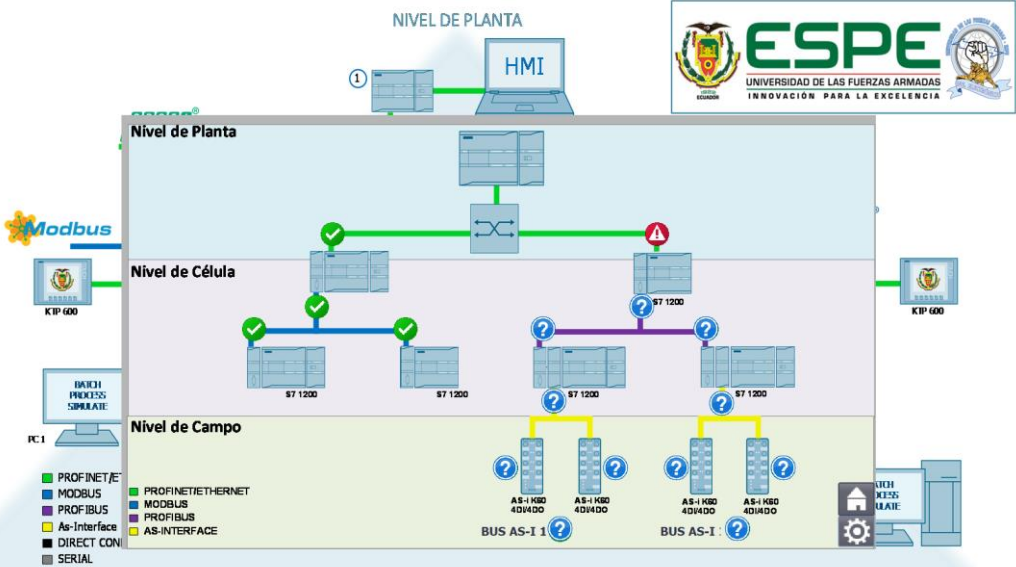 NIVEL DE PLANTA
HMI
1
ESPE
UNIVERSIDAD DE LAS FUERZAS ARMADAS
INNOVACIÓN PARA LA EXCELENCIA
ECUADOR
Modbus
KTP 600
KTP 600
BATCH
PROCESS
SIMULATE
PC 1
PROFINET/ET
MODBUS
PROFIBUS
As-Interface
DIRECT CON
SERIAL
Nivel de Planta
Nivel de Célula
S7 1200
S7 1200
S7 1200
S7 1200
S7 1200
Nivel de Campo
PROFINET/ETHERNET
MODBUS
PROFIBUS
AS-INTERFACE
AS-i K60
4DI/4DO
AS-i K60
4DI/4DO
AS-i K60
4DI/4DO
AS-i K60
4DI/4DO
BUS AS-I 1
BUS AS-I